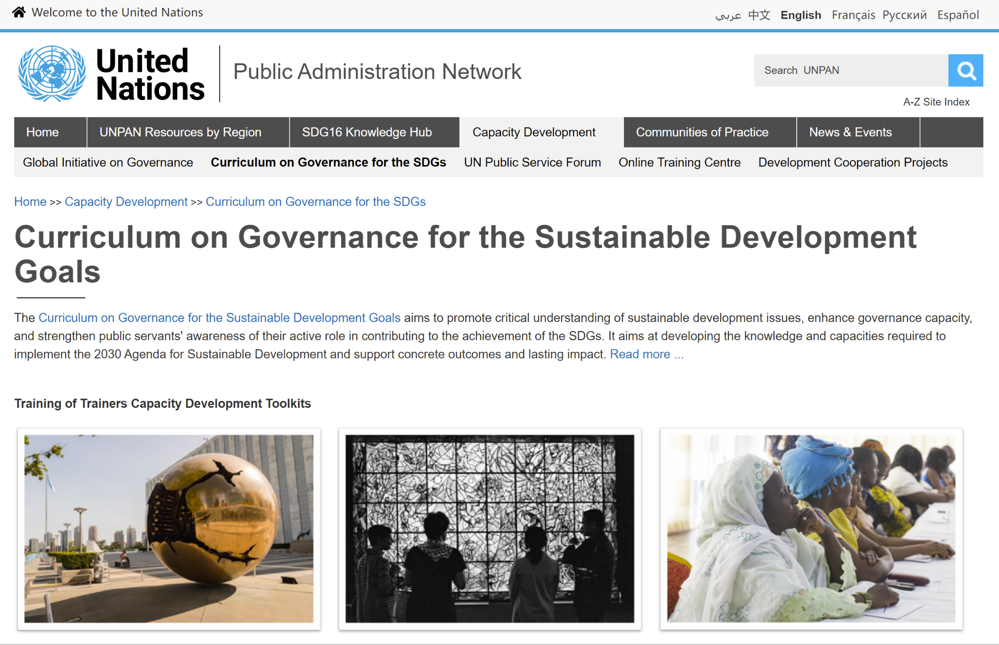 Welcome to the United Nations
عربي 中文 English Français Русский Español
United
Nations
Public Administration Network
Search UNPAN
A-Z Site Index
Home UNPAN Resources by Region SDG16 Knowledge Hub Capacity Development Communities of Practice News & Events
Global Initiative on Governance Curriculum on Governance for the SDGs UN Public Service Forum Online Training Centre Development Cooperation Projects
Home >> Capacity Development >> Curriculum on Governance for the SDGs
Curriculum on Governance for the Sustainable Development
Goals
The Curriculum on Governance for the Sustainable Development Goals aims to promote critical understanding of sustainable development issues, enhance governance capacity,
and strengthen public servants' awareness of their active role in contributing to the achievement of the SDGs. It aims at developing the knowledge and capacities required to
implement the 2030 Agenda for Sustainable Development and support concrete outcomes and lasting impact. Read more ...
Training of Trainers Capacity Development Toolkits